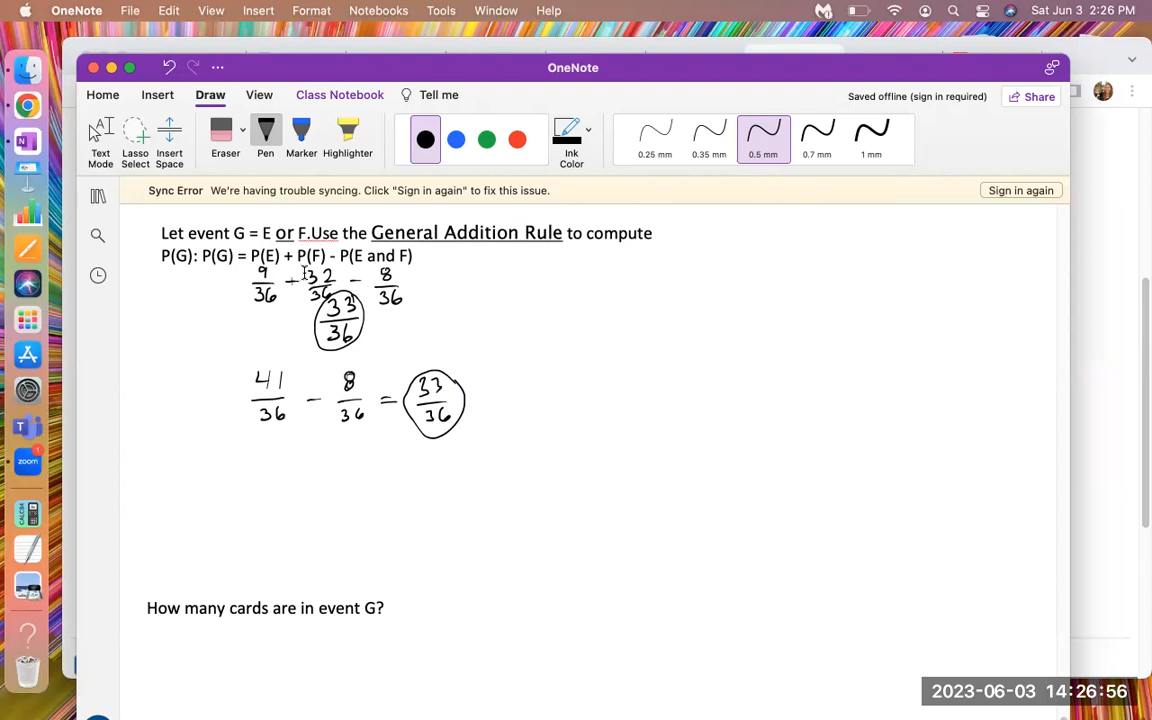 OneNote File Edit View Insert Format Notebooks Tools Window Help Sat Jun 3 2:26 PM
OneNote
Home Insert Draw View Class Notebook Tell me Saved offline (sign in required) Share
Text Mode Lasso Select Insert Space Eraser Pen Marker Highlighter Ink Color 0.25 mm 0.35 mm 0.5 mm 0.7 mm 1 mm
Sync Error We're having trouble syncing. Click "Sign in again" to fix this issue. Sign in again
Let event G = E or F.Use the General Addition Rule to compute
P(G): P(G) = P(E) + P(F) - P(E and F)
9/36 + 32/36 - 8/36
33/36
41/36 - 8/36 = 33/36
How many cards are in event G?
zoom
1
CALC84
2023-06-03 14:26:56